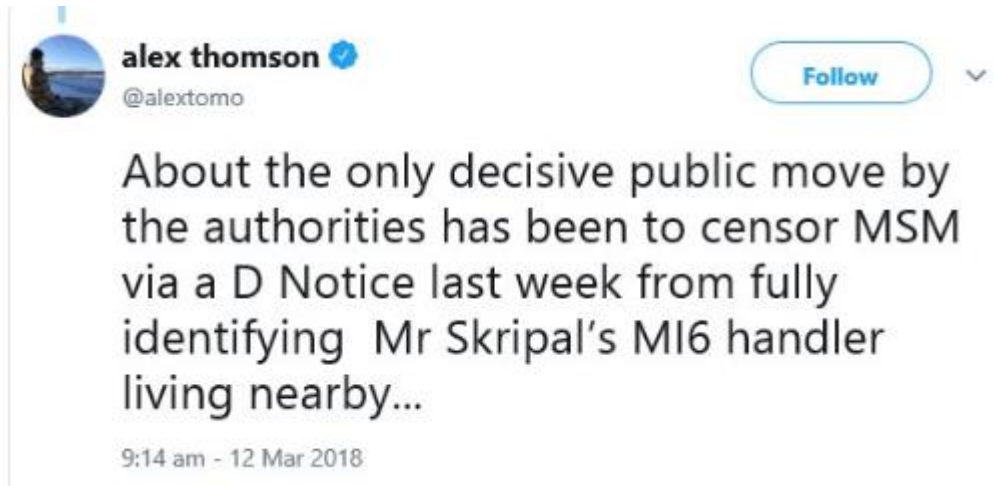 alex thomson
Follow
@alextomo
About the only decisive public move by
the authorities has been to censor MSM
via a D Notice last week from fully
identifying  Mr Skripal's MI6 handler
living nearby...
9:14 am - 12 Mar 2018